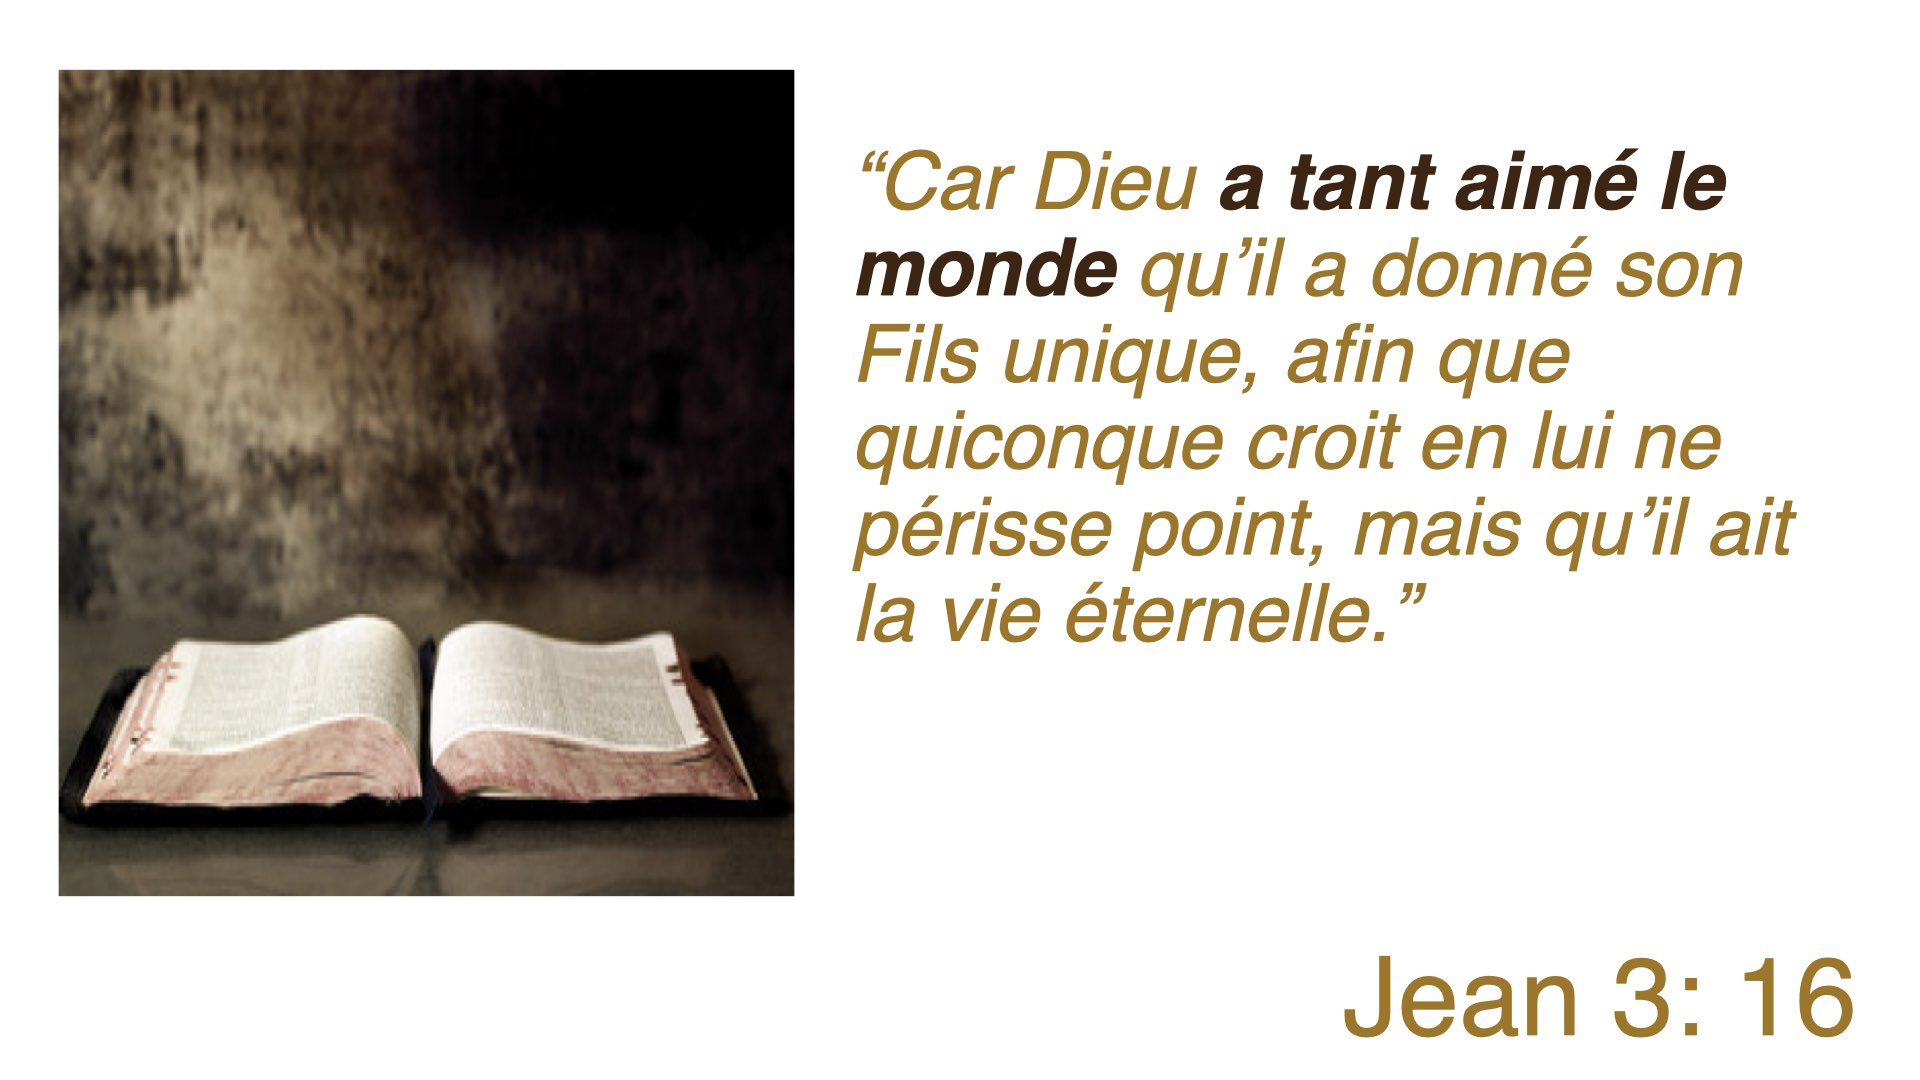 “Car Dieu a tant aimé le
monde qu’il a donné son
Fils unique, afin que
quiconque croit en lui ne
périsse point, mais qu’il ait
la vie éternelle.”
Jean 3: 16